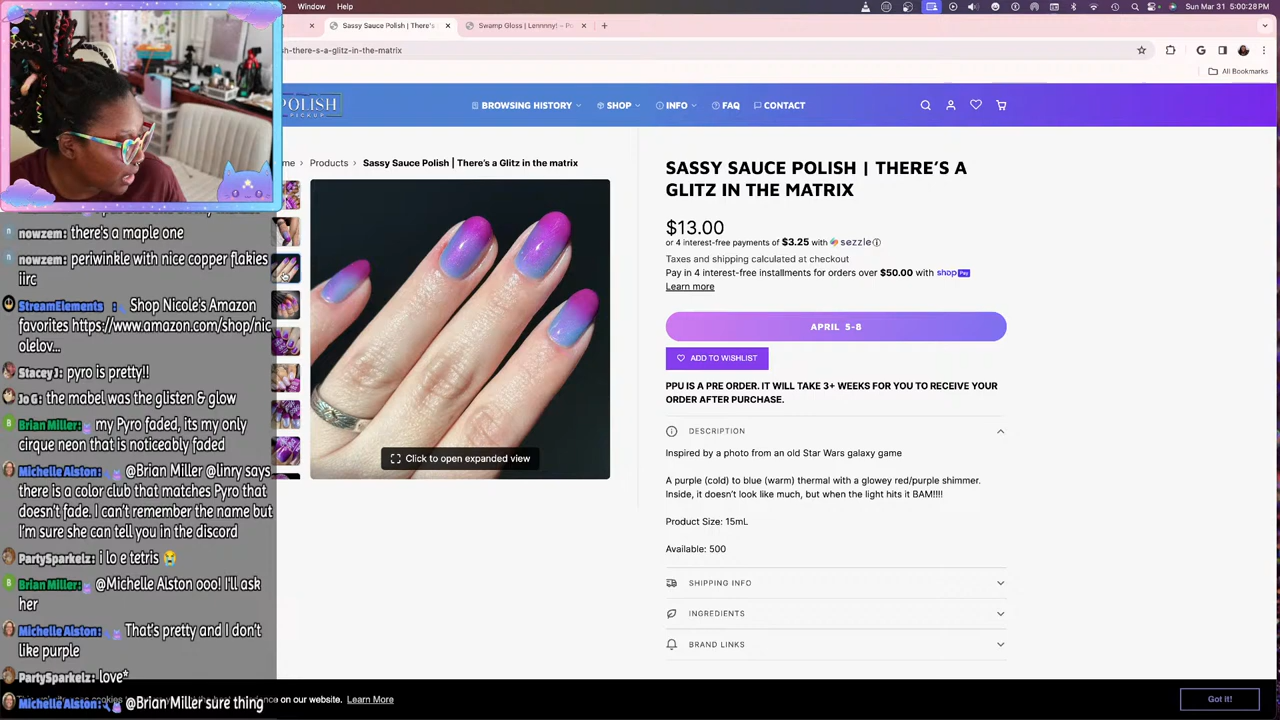 Window Help
Sun Mar 31 5:00:28 PM
Sassy Sauce Polish | There's
Swamp Gloss | Lennnny! – Po
sh-there-s-a-glitz-in-the-matrix
All Bookmarks
POLISH
PICKUP
BROWSING HISTORY
SHOP
INFO
FAQ
CONTACT
me > Products > Sassy Sauce Polish | There's a Glitz in the matrix
SASSY SAUCE POLISH | THERE'S A
GLITZ IN THE MATRIX
$13.00
or 4 interest-free payments of $3.25 with sezzle
Taxes and shipping calculated at checkout
Pay in 4 interest-free installments for orders over $50.00 with shop Pay
Learn more
APRIL 5-8
ADD TO WISHLIST
PPU IS A PRE ORDER. IT WILL TAKE 3+ WEEKS FOR YOU TO RECEIVE YOUR
ORDER AFTER PURCHASE.
DESCRIPTION
Inspired by a photo from an old Star Wars galaxy game
A purple (cold) to blue (warm) thermal with a glowey red/purple shimmer.
Inside, it doesn't look like much, but when the light hits it BAM!!!!
Product Size: 15mL
Available: 500
SHIPPING INFO
INGREDIENTS
BRAND LINKS
Click to open expanded view
nowzem: there's a maple one
nowzem: periwinkle with nice copper flakies
iirc
StreamElements : Shop Nicole's Amazon
favorites https://www.amazon.com/shop/nic
olelov...
Stacey J: pyro is pretty!!
Jo G: the mabel was the glisten & glow
Brian Miller: my Pyro faded, its my only
cirque neon that is noticeably faded
Michelle Alston: @Brian Miller @linry says
there is a color club that matches Pyro that
doesn't fade. I can't remember the name but
I'm sure she can tell you in the discord
PartySparkelz: i lo e tetris 😭
Brian Miller: @Michelle Alston ooo! I'll ask
her
Michelle Alston: That's pretty and I don't
like purple
PartySparkelz: love*
Michelle Alston: @Brian Miller sure thing
on our website. Learn More
Got It!